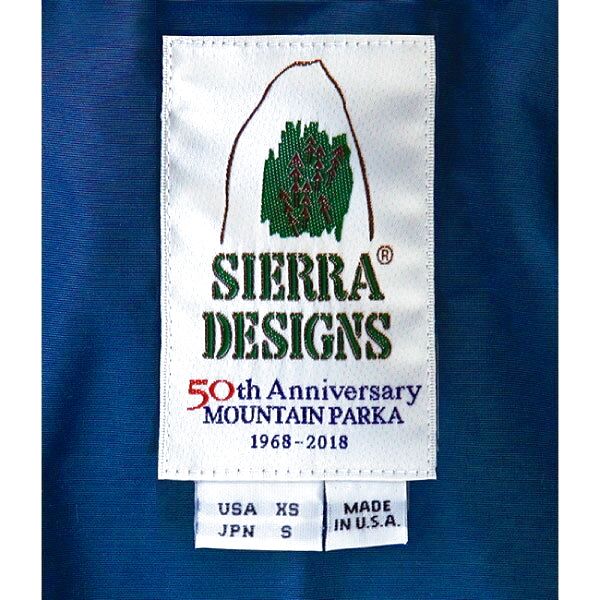 SIERRA®
DESIGNS
50th Anniversary
MOUNTAIN PARKA
1968-2018
USA XS
JPN S
MADE
IN U.S.A.